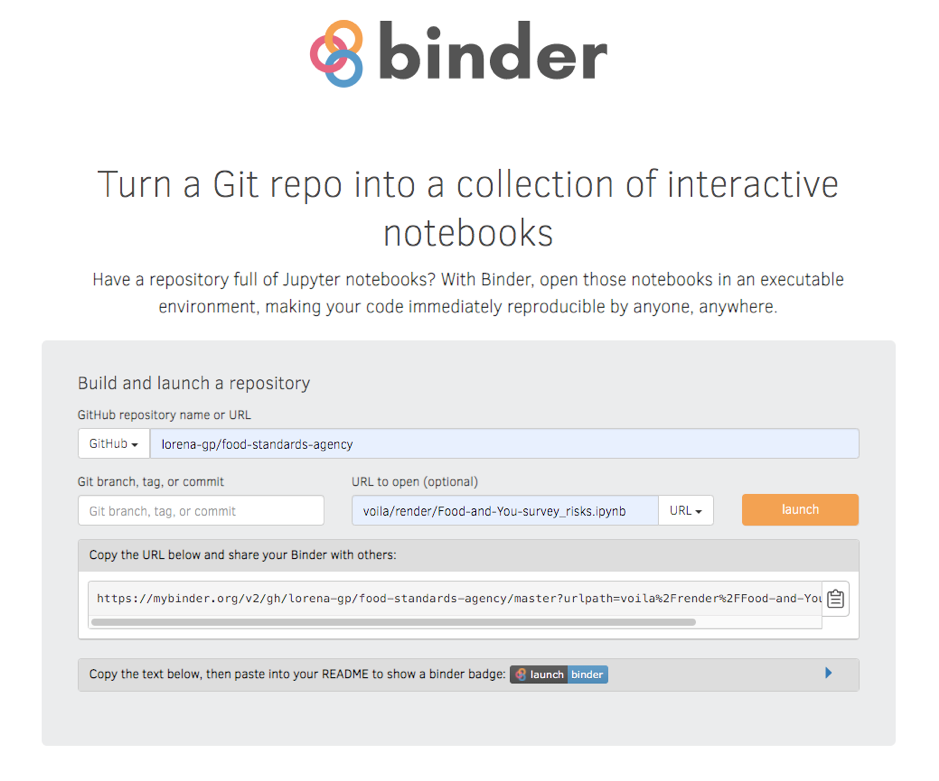 binder
Turn a Git repo into a collection of interactive
notebooks
Have a repository full of Jupyter notebooks? With Binder, open those notebooks in an executable
environment, making your code immediately reproducible by anyone, anywhere.
Build and launch a repository
GitHub repository name or URL
GitHub
lorena-gp/food-standards-agency
Git branch, tag, or commit
URL to open (optional)
Git branch, tag, or commit
voila/render/Food-and-You-survey_risks.ipynb
URL
launch
Copy the URL below and share your Binder with others:
https://mybinder.org/v2/gh/lorena-gp/food-standards-agency/master?urlpath=voila%2Frender%2FFood-and-You
Copy the text below, then paste into your README to show a binder badge: launch binder